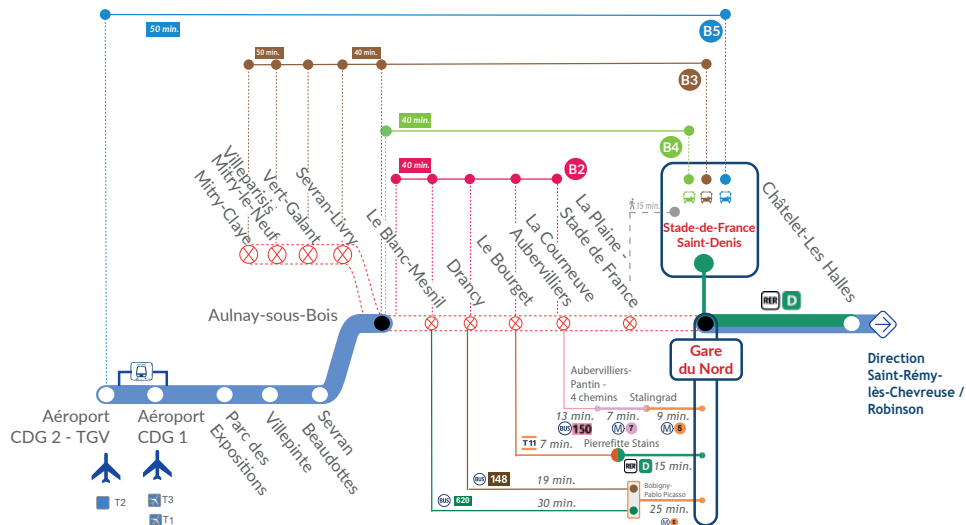 50 min.
B5
50 min.
40 min.
B3
40 min.
B4
40 min.
B2
15 min.
Stade-de-France
Saint-Denis
Châtelet-Les Halles
Villeparisis
Mitry-le-Neuf
Mitry-Claye
Vert-Galant
Sevran-Livry
Le Blanc-Mesnil
Drancy
Le Bourget
La Courneuve
Aubervilliers
La Plaine -
Stade de France
Aulnay-sous-Bois
RER D
Gare
du Nord
Direction
Saint-Rémy-
lès-Chevreuse /
Robinson
Aéroport
CDG 2 - TGV
Aéroport
CDG 1
Parc des
Expositions
Villepinte
Sevran
Beaudottes
T2
T3
T1
Aubervilliers-
Pantin -
4 chemins
Stalingrad
13 min.
7 min.
9 min.
BUS 150
M 7
M 5
T11 7 min.
Pierrefitte Stains
RER D 15 min.
BUS 148
19 min.
BUS 620
30 min.
Bobigny-
Pablo Picasso
25 min.
M 5